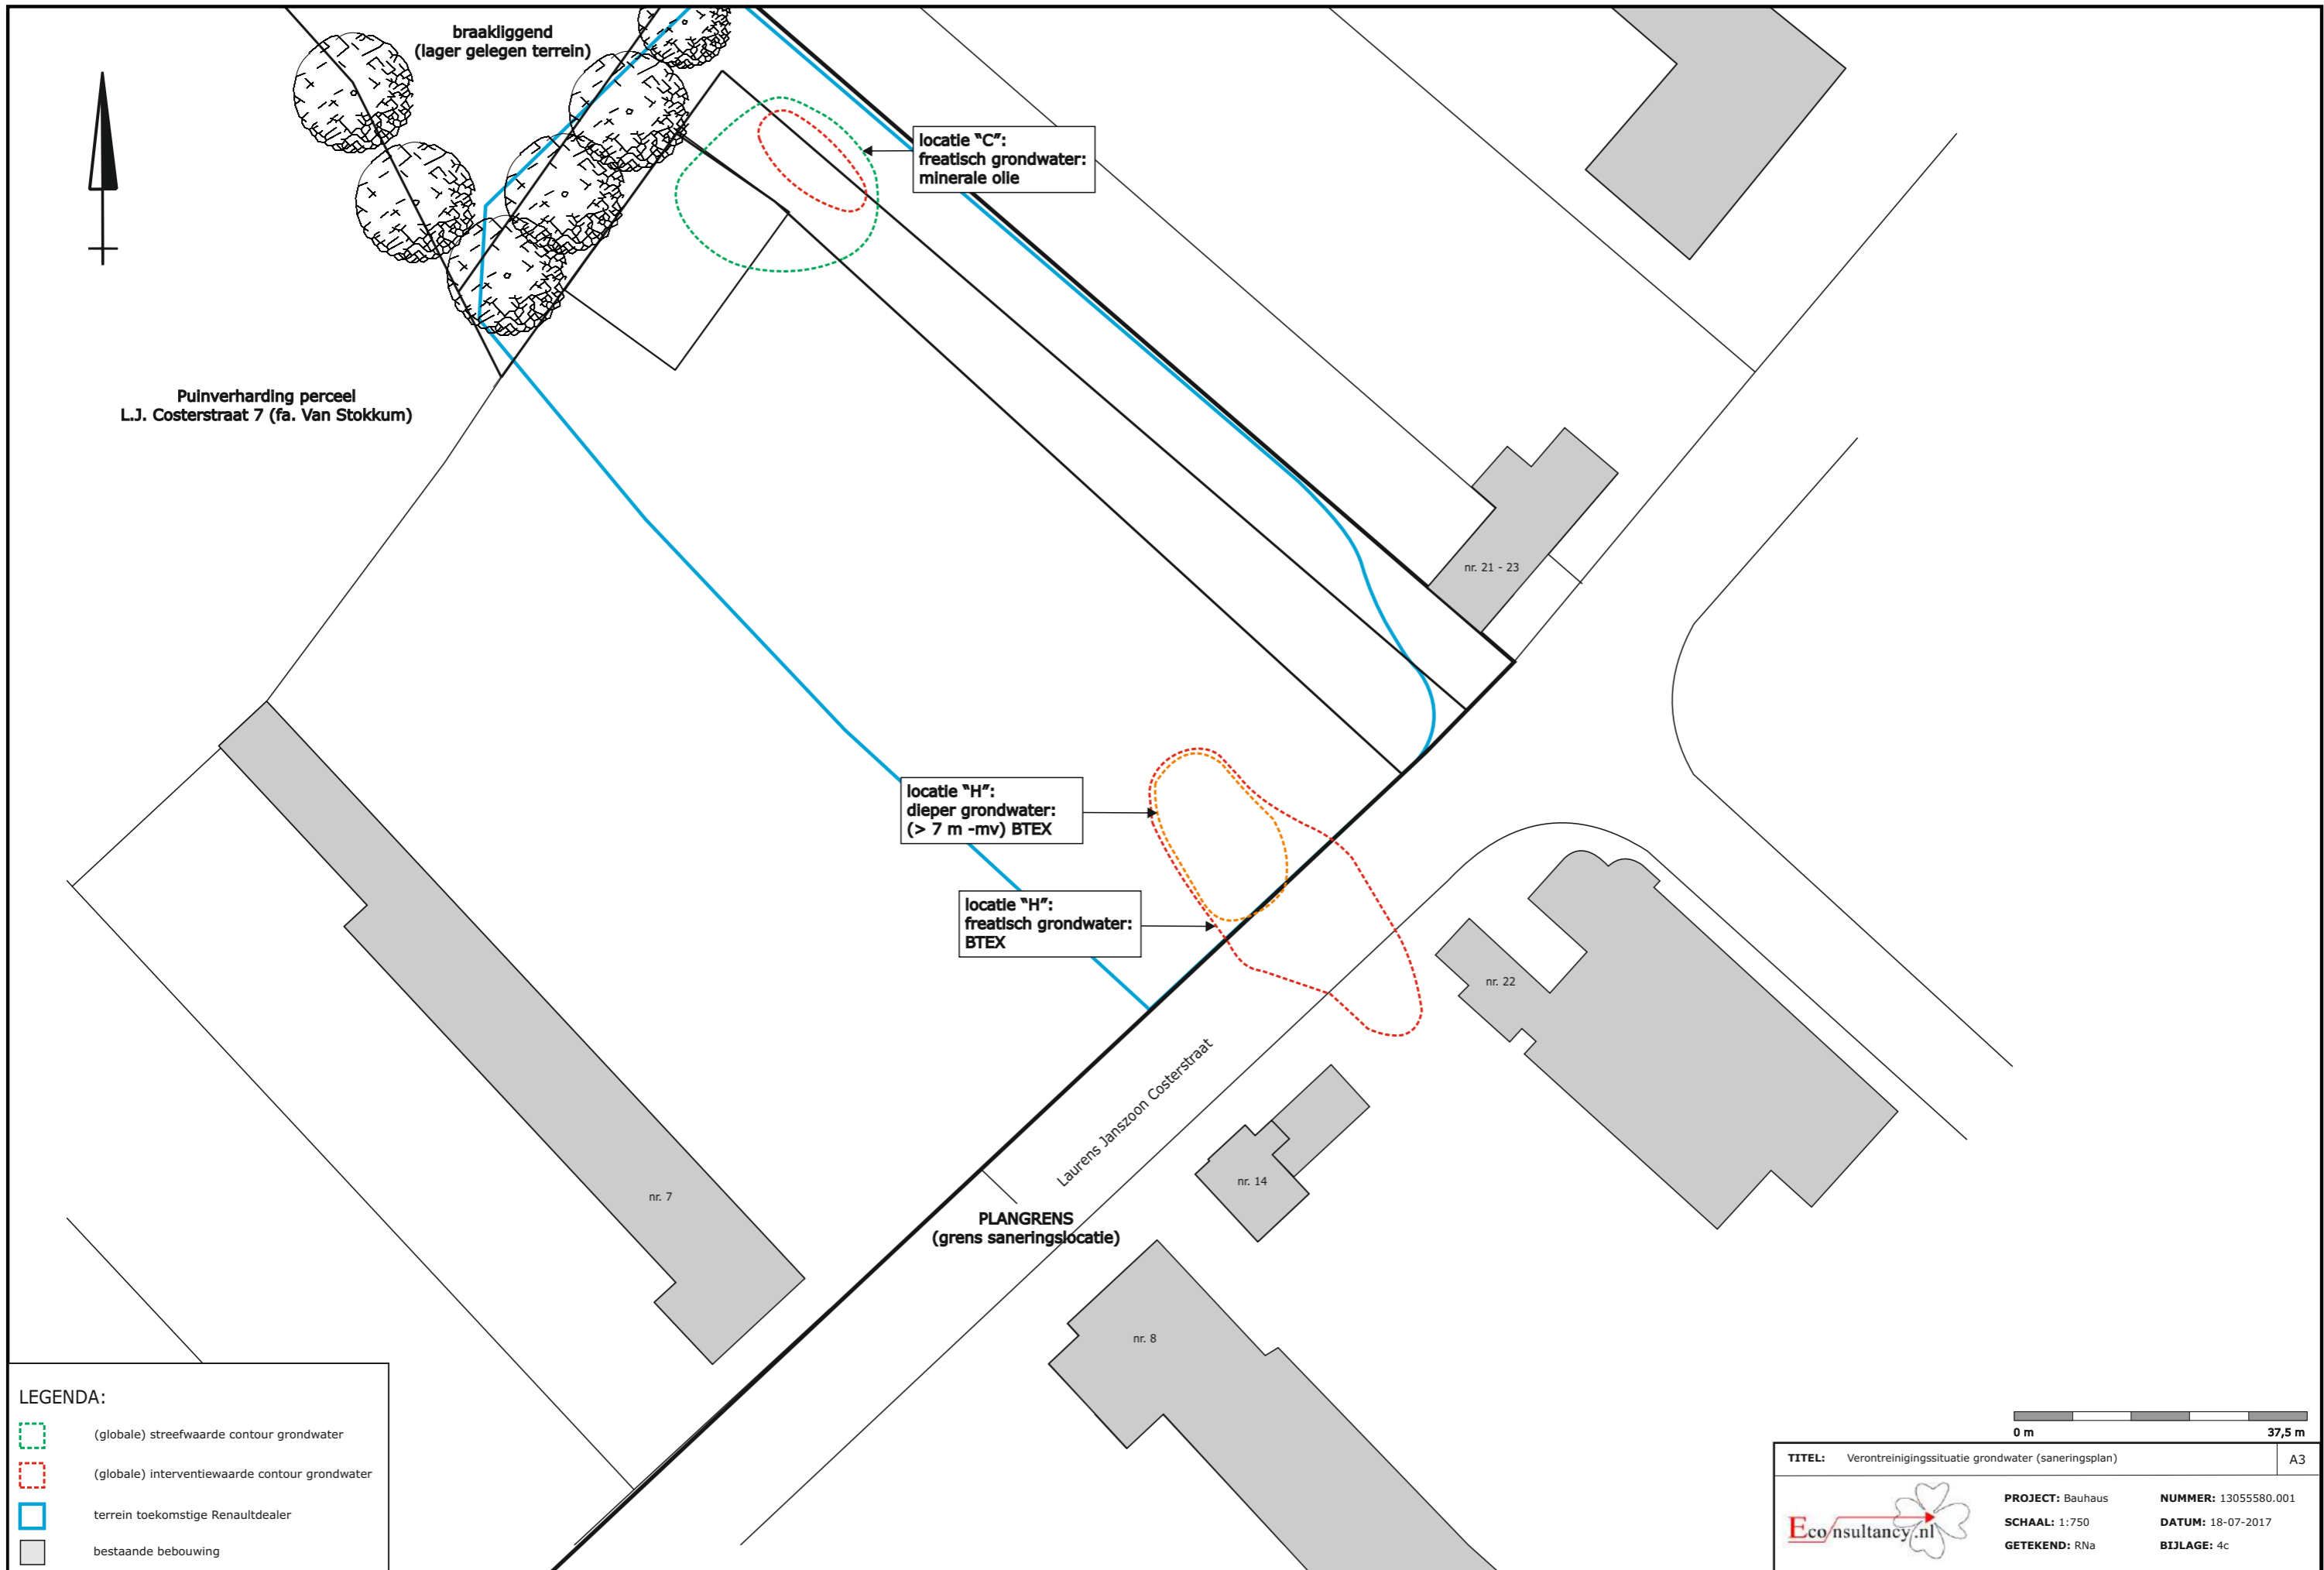 braakliggend
(lager gelegen terrein)
locatie “C”:
freatisch grondwater:
minerale olie
Puinverharding perceel
L.J. Costerstraat 7 (fa. Van Stokkum)
nr. 21 - 23
locatie “H”:
dieper grondwater:
(> 7 m -mv) BTEX
locatie “H”:
freatisch grondwater:
BTEX
nr. 22
Laurens Janszoon Costerstraat
nr. 14
nr. 7
PLANGRENS
(grens saneringslocatie)
nr. 8
LEGENDA:
(globale) streefwaarde contour grondwater
(globale) interventiewaarde contour grondwater
terrein toekomstige Renaultdealer
bestaande bebouwing
0 m 37,5 m
TITEL: Verontreinigingssituatie grondwater (saneringsplan) A3
Econsultancy.nl
PROJECT: Bauhaus NUMMER: 13055580.001
SCHAAL: 1:750 DATUM: 18-07-2017
GETEKEND: RNa BIJLAGE: 4c